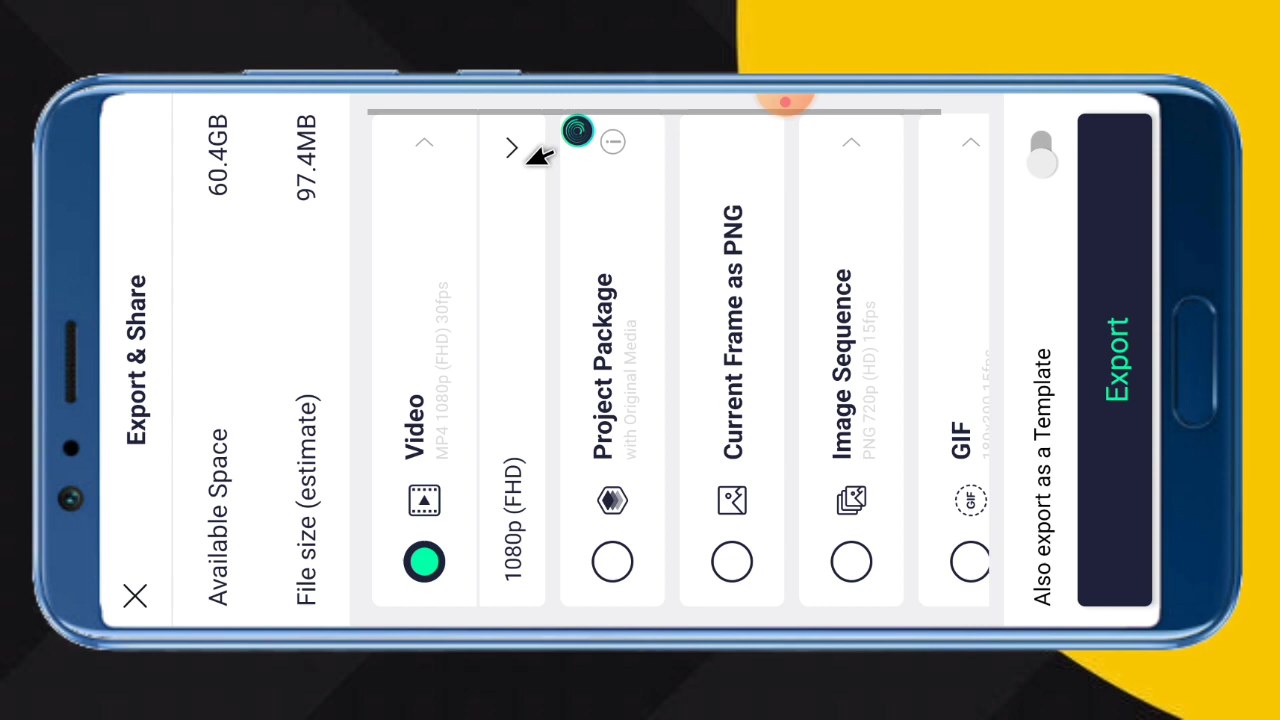 Export & Share
Available Space 60.4GB
File size (estimate) 97.4MB
Video
MP4 1080p (FHD) 30fps
1080p (FHD)
Project Package
with Original Media
Current Frame as PNG
Image Sequence
PNG 720p (HD) 15fps
GIF
GIF
Also export as a Template
Export